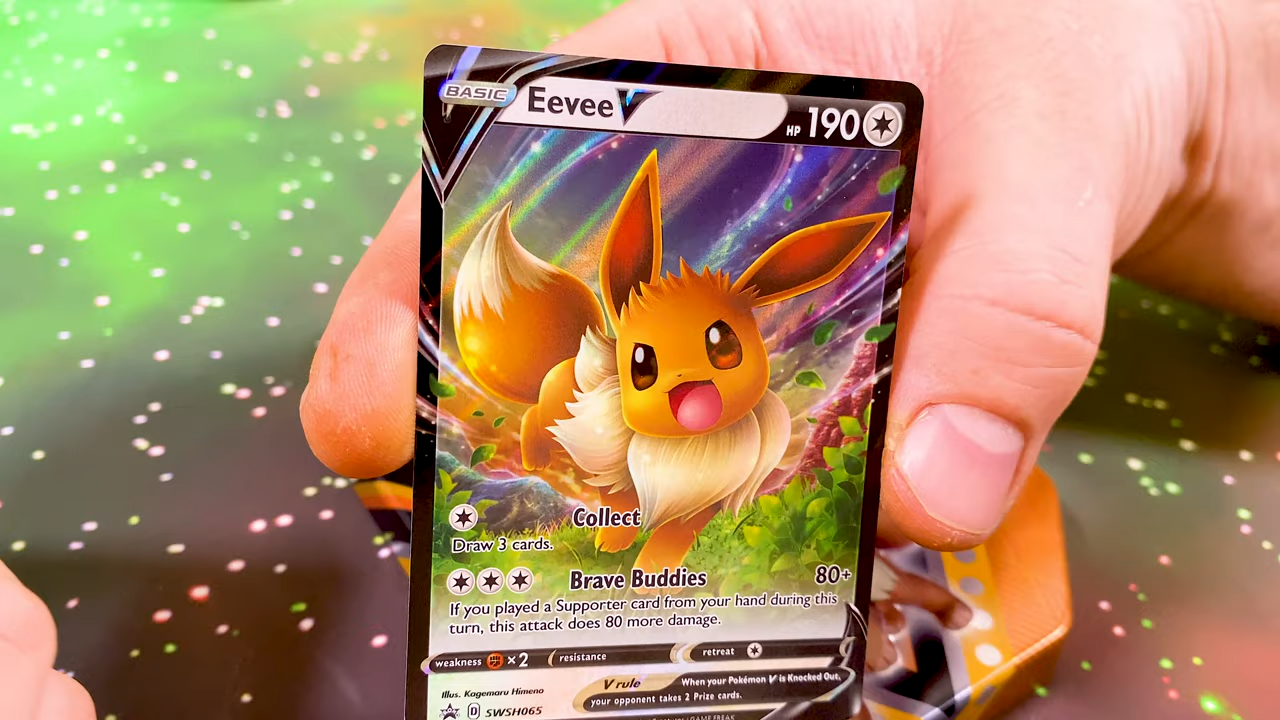 BASIC Eevee V HP 190
Collect
Draw 3 cards.
Brave Buddies 80+
If you played a Supporter card from your hand during this
turn, this attack does 80 more damage.
weakness ×2 resistance retreat
Illus. Kagemaru Himeno
V rule When your Pokémon V is Knocked Out,
your opponent takes 2 Prize cards.
D SWSH065
GAME FREAK